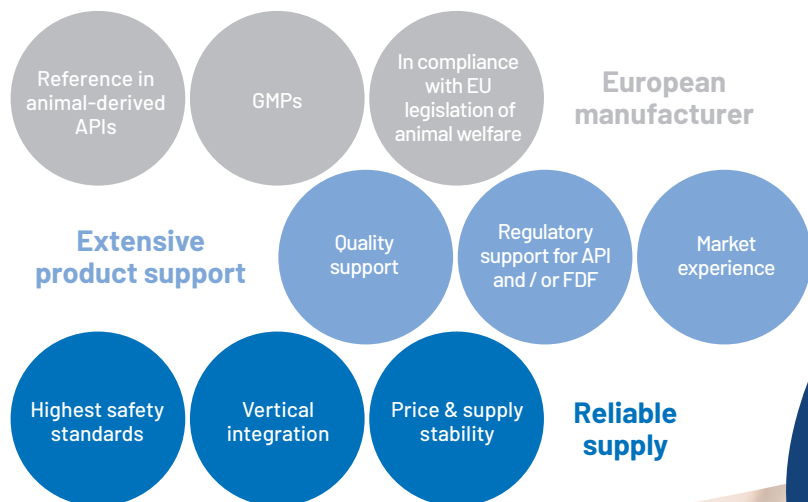 Reference in
animal-derived
APIs
GMPs
In compliance
with EU
legislation of
animal welfare
European
manufacturer
Extensive
product support
Quality
support
Regulatory
support for API
and / or FDF
Market
experience
Highest safety
standards
Vertical
integration
Price & supply
stability
Reliable
supply